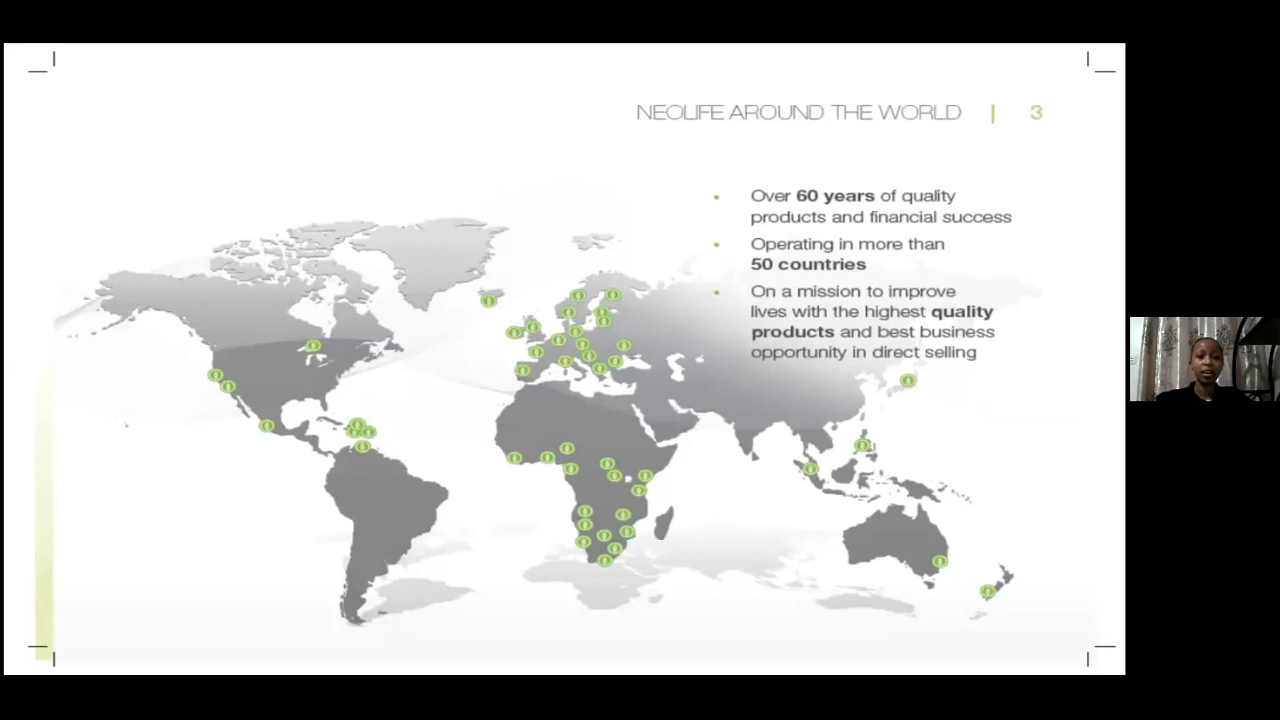 NEOLIFE AROUND THE WORLD | 3
• Over 60 years of quality
products and financial success
• Operating in more than
50 countries
• On a mission to improve
lives with the highest quality
products and best business
opportunity in direct selling